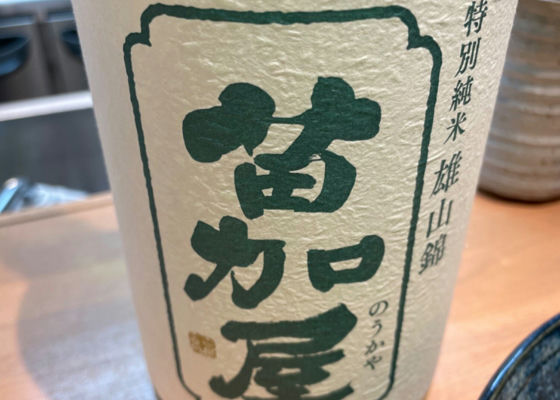 特別純米 雄山錦
苗加屋
のうかや